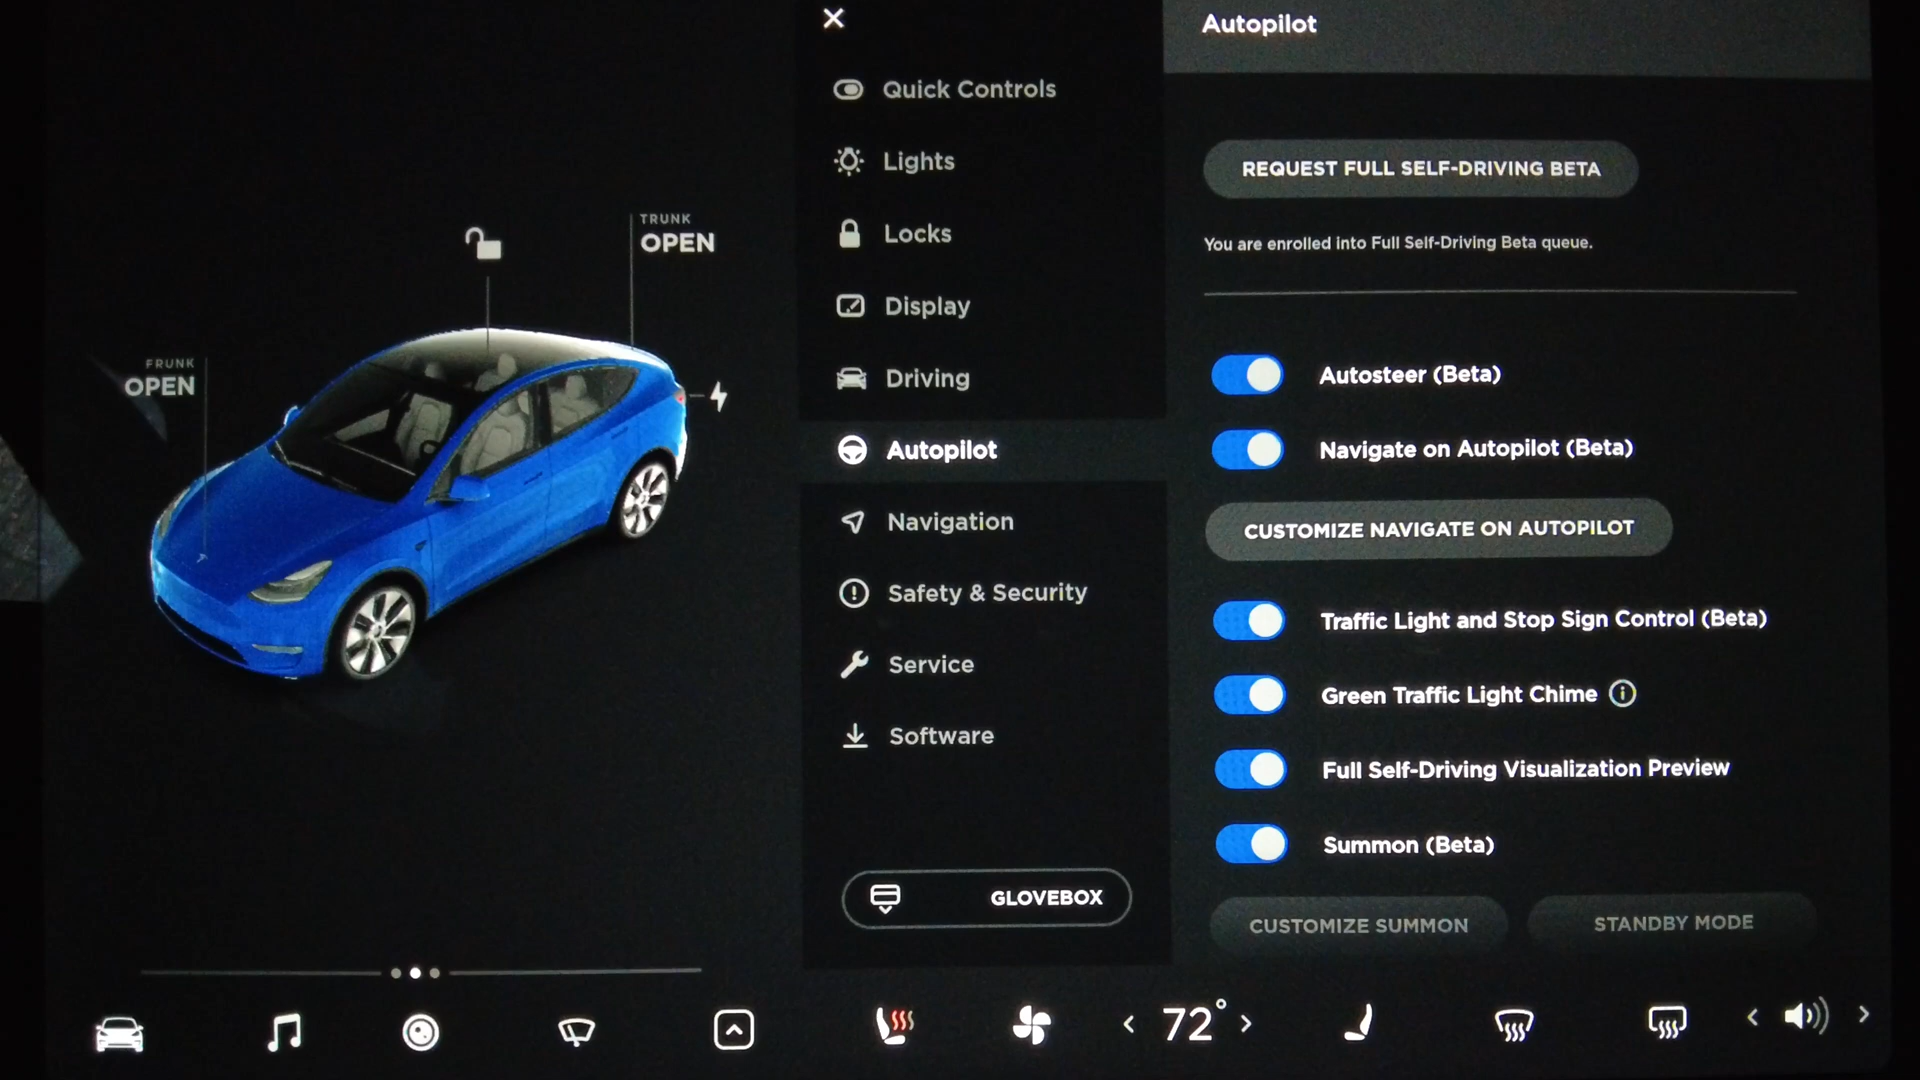 TRUNK
OPEN
FRUNK
OPEN
Quick Controls
Lights
Locks
Display
Driving
Autopilot
Navigation
Safety & Security
Service
Software
GLOVEBOX
Autopilot
REQUEST FULL SELF-DRIVING BETA
You are enrolled into Full Self-Driving Beta queue.
Autosteer (Beta)
Navigate on Autopilot (Beta)
CUSTOMIZE NAVIGATE ON AUTOPILOT
Traffic Light and Stop Sign Control (Beta)
Green Traffic Light Chime
Full Self-Driving Visualization Preview
Summon (Beta)
CUSTOMIZE SUMMON
STANDBY MODE
72°